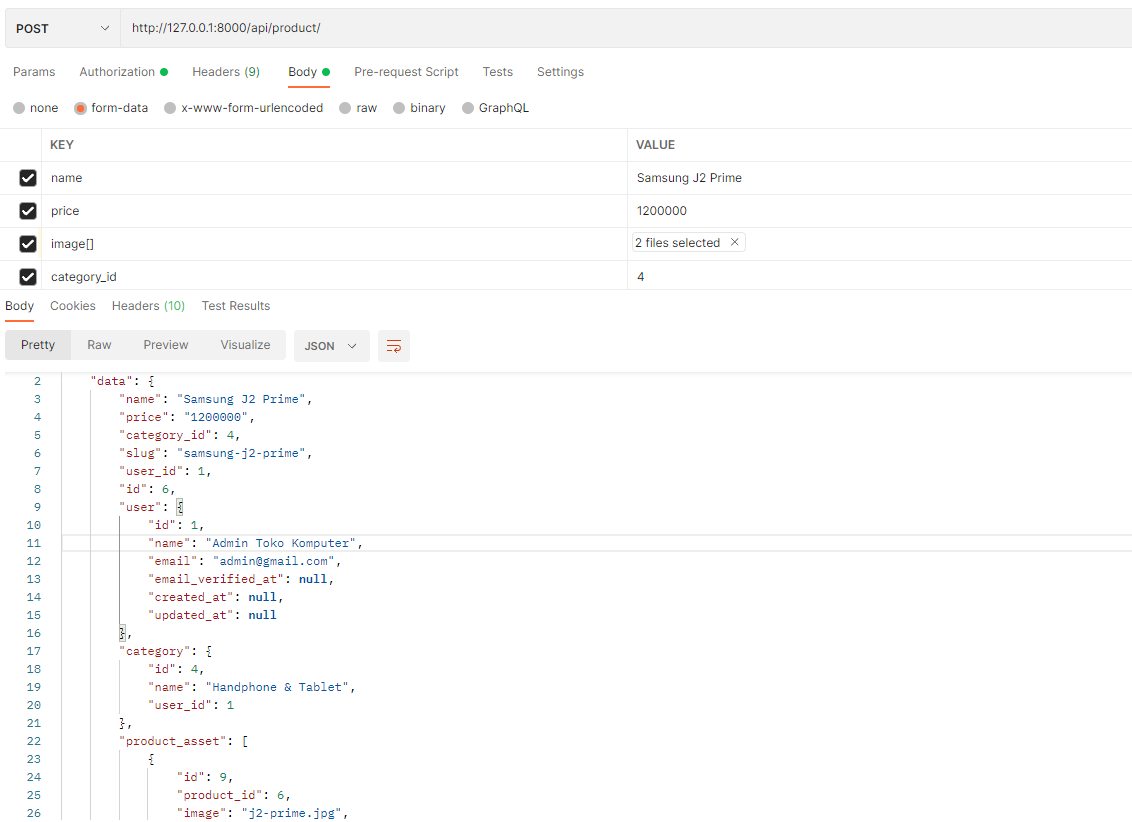 POST http://127.0.0.1:8000/api/product/
Params Authorization Headers (9) Body Pre-request Script Tests Settings
none form-data x-www-form-urlencoded raw binary GraphQL
KEY VALUE
name Samsung J2 Prime
price 1200000
image[] 2 files selected
category_id 4
Body Cookies Headers (10) Test Results
Pretty Raw Preview Visualize JSON
2 "data": {
3 "name": "Samsung J2 Prime",
4 "price": "1200000",
5 "category_id": 4,
6 "slug": "samsung-j2-prime",
7 "user_id": 1,
8 "id": 6,
9 "user": {
10 "id": 1,
11 "name": "Admin Toko Komputer",
12 "email": "admin@gmail.com",
13 "email_verified_at": null,
14 "created_at": null,
15 "updated_at": null
16 },
17 "category": {
18 "id": 4,
19 "name": "Handphone & Tablet",
20 "user_id": 1
21 },
22 "product_asset": [
23 {
24 "id": 9,
25 "product_id": 6,
26 "image": "j2-prime.jpg",